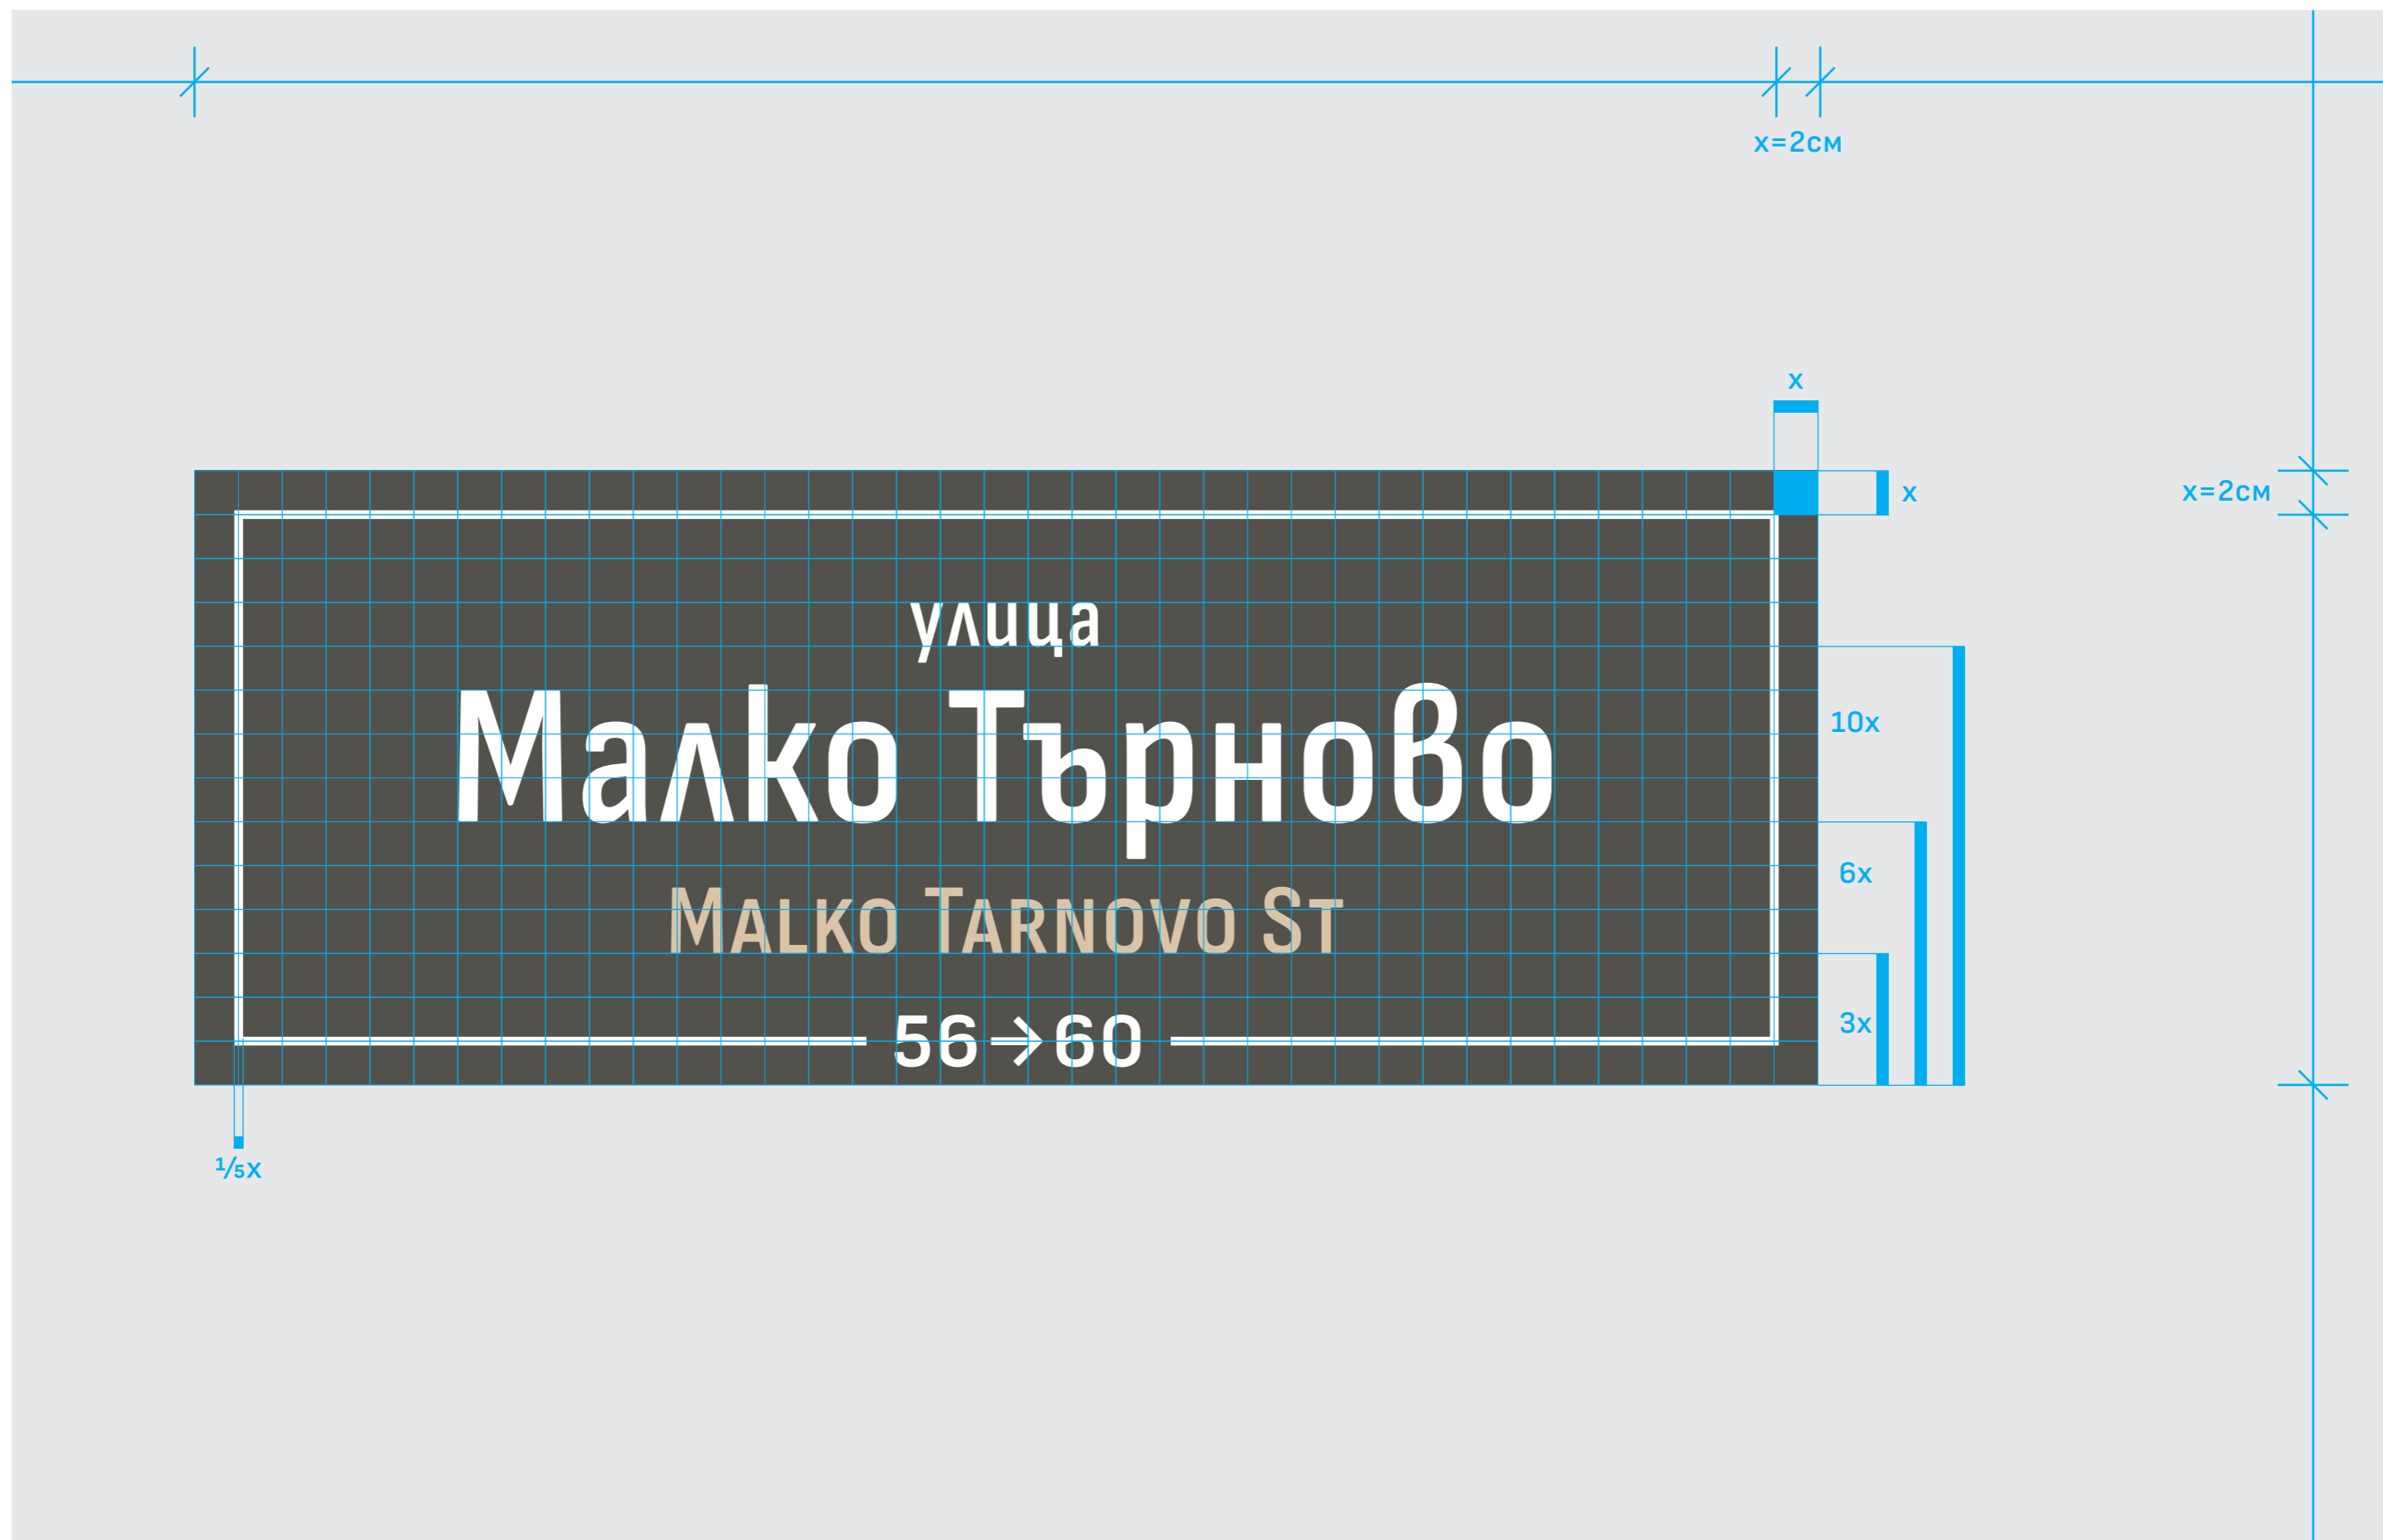 x=2см
x
x
x=2см
улица
Малко Търново
10x
6x
Malko Tarnovo St
3x
56→60
⅕x